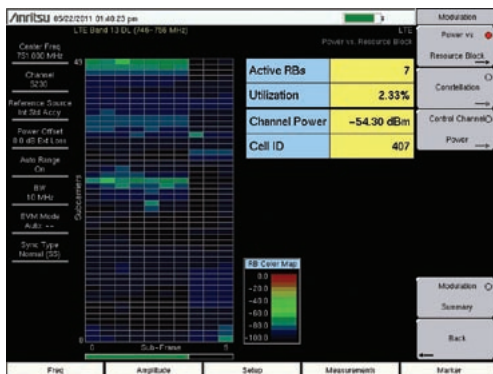 Anritsu 05/22/2011 01:40:23 pm
LTE Band 13 DL (746-756 MHz)
LTE
Power vs. Resource Block
Center Freq
751.000 MHz
Channel
5230
Reference Source
Int Std Accy
Power Offset
0.0 dB Ext Loss
Auto Range
On
BW
10 MHz
EVM Mode
Auto: --
Sync Type
Normal (SS)
Subcarriers
0
0 Sub-Frame
Active RBs 7
Utilization 2.33%
Channel Power -54.30 dBm
Cell ID 407
RB Color Map
0.0
-20.0
-40.0
-60.0
-80.0
-100.0
Modulation
Power vs
Resource Block
Constellation
Control Channel
Power
Modulation
Summary
Back
Freq Amplitude Setup Measurements Marker